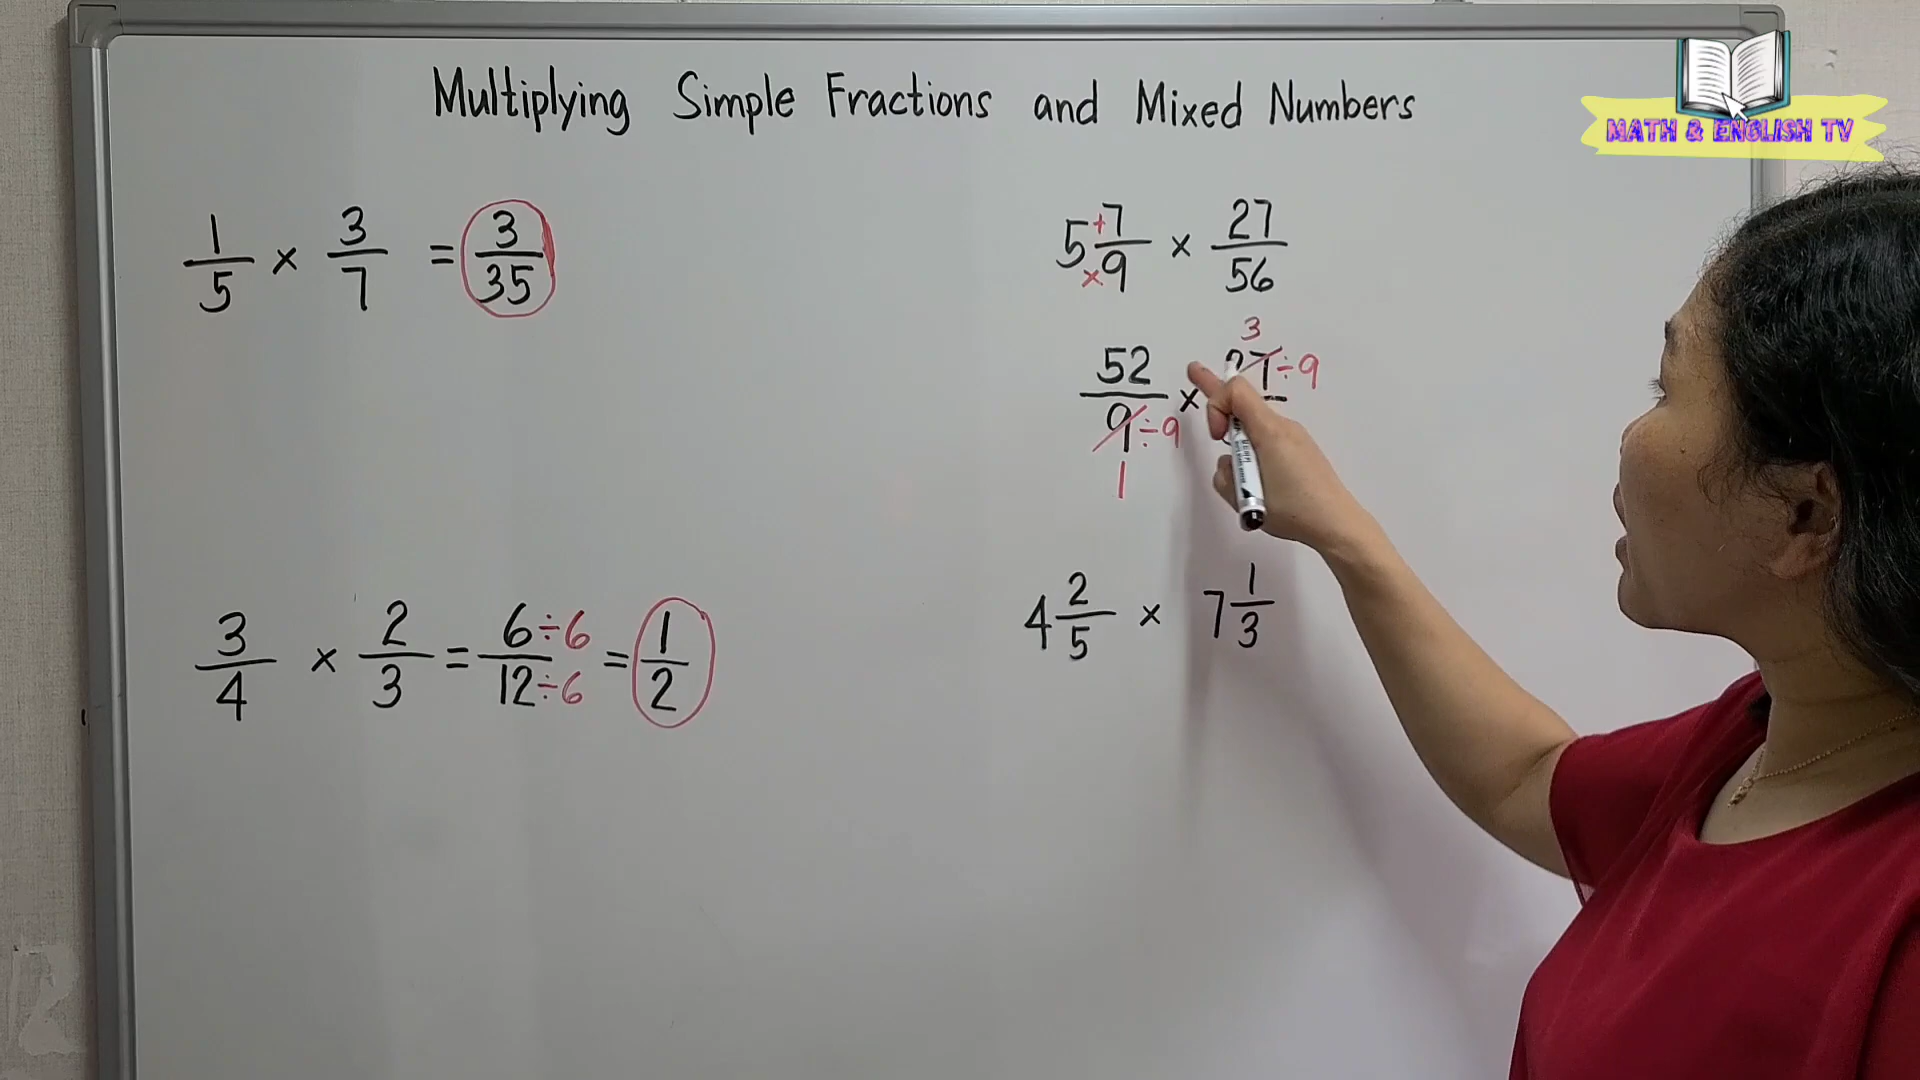 Multiplying Simple Fractions and Mixed Numbers
MATH & ENGLISH TV
1/5 × 3/7 = 3/35
3/4 × 2/3 = 6÷6/12÷6 = 1/2
5 +7/×9 × 27/56
3
52/9÷9 × 27÷9
1
4 2/5 × 7 1/3